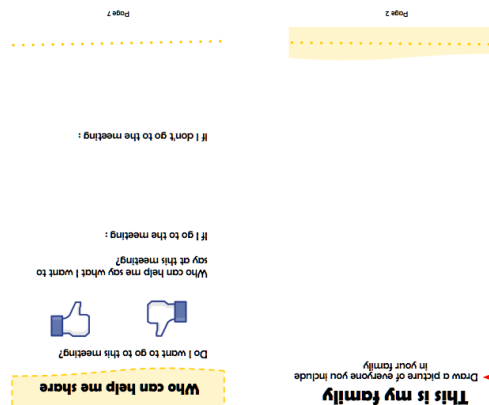 This is my family
Draw a picture of everyone you include
in your family
Page 2
Who can help me share
Do I want to go to this meeting?
Who can help me say what I want to
say at this meeting?
If I go to the meeting :
If I don't go to the meeting :
Page 7